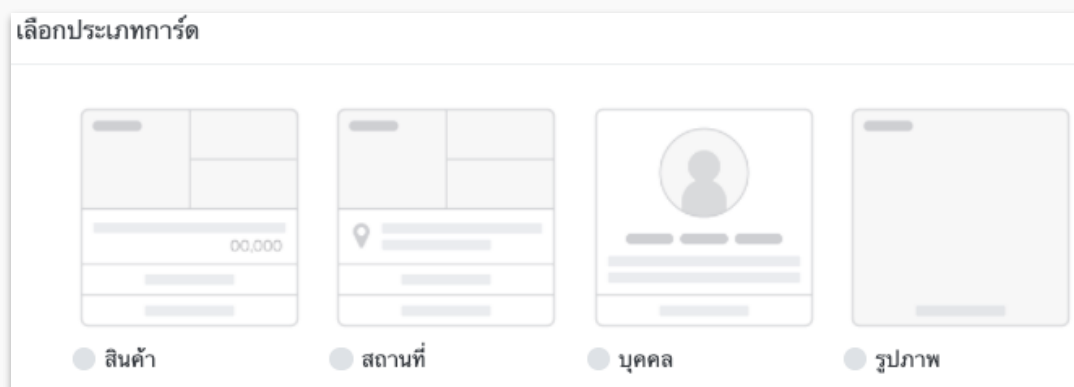 เลือกประเภทการ์ด
00,000
สินค้า
สถานที่
บุคคล
รูปภาพ